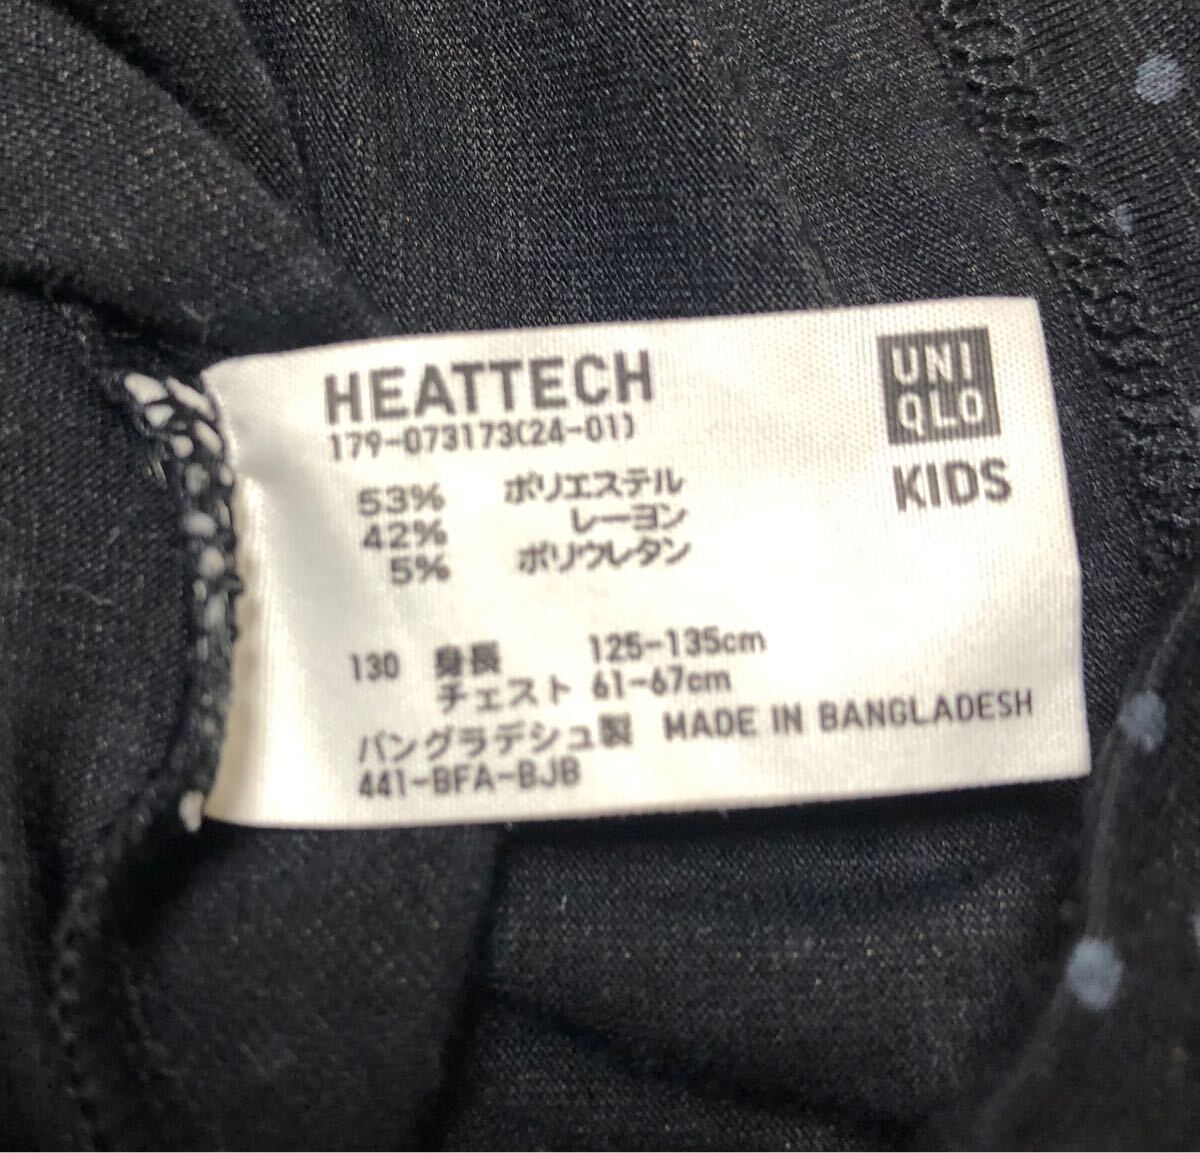 HEATTECH
179-073173(24-01)
53% ポリエステル
42% レーヨン
5% ポリウレタン
130 身長 125-135cm
チェスト 61-67cm
バングラデシュ製 MADE IN BANGLADESH
441-BFA-BJB
UNI
QLO
KIDS